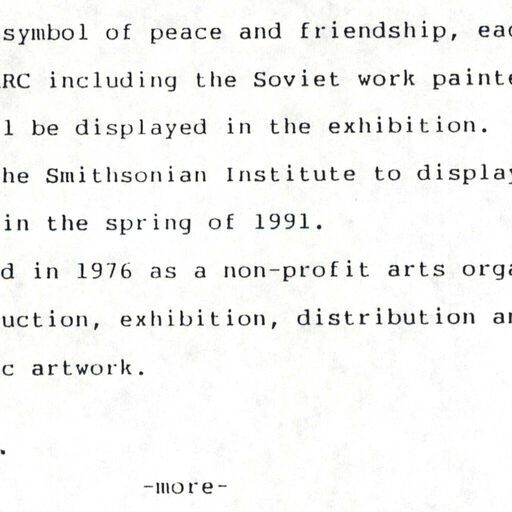 symbol of peace and friendship, eac
RC including the Soviet work painte
l be displayed in the exhibition.
he Smithsonian Institute to display
in the spring of 1991.
d in 1976 as a non-profit arts orga
uction, exhibition, distribution an
c artwork.
.
-more-